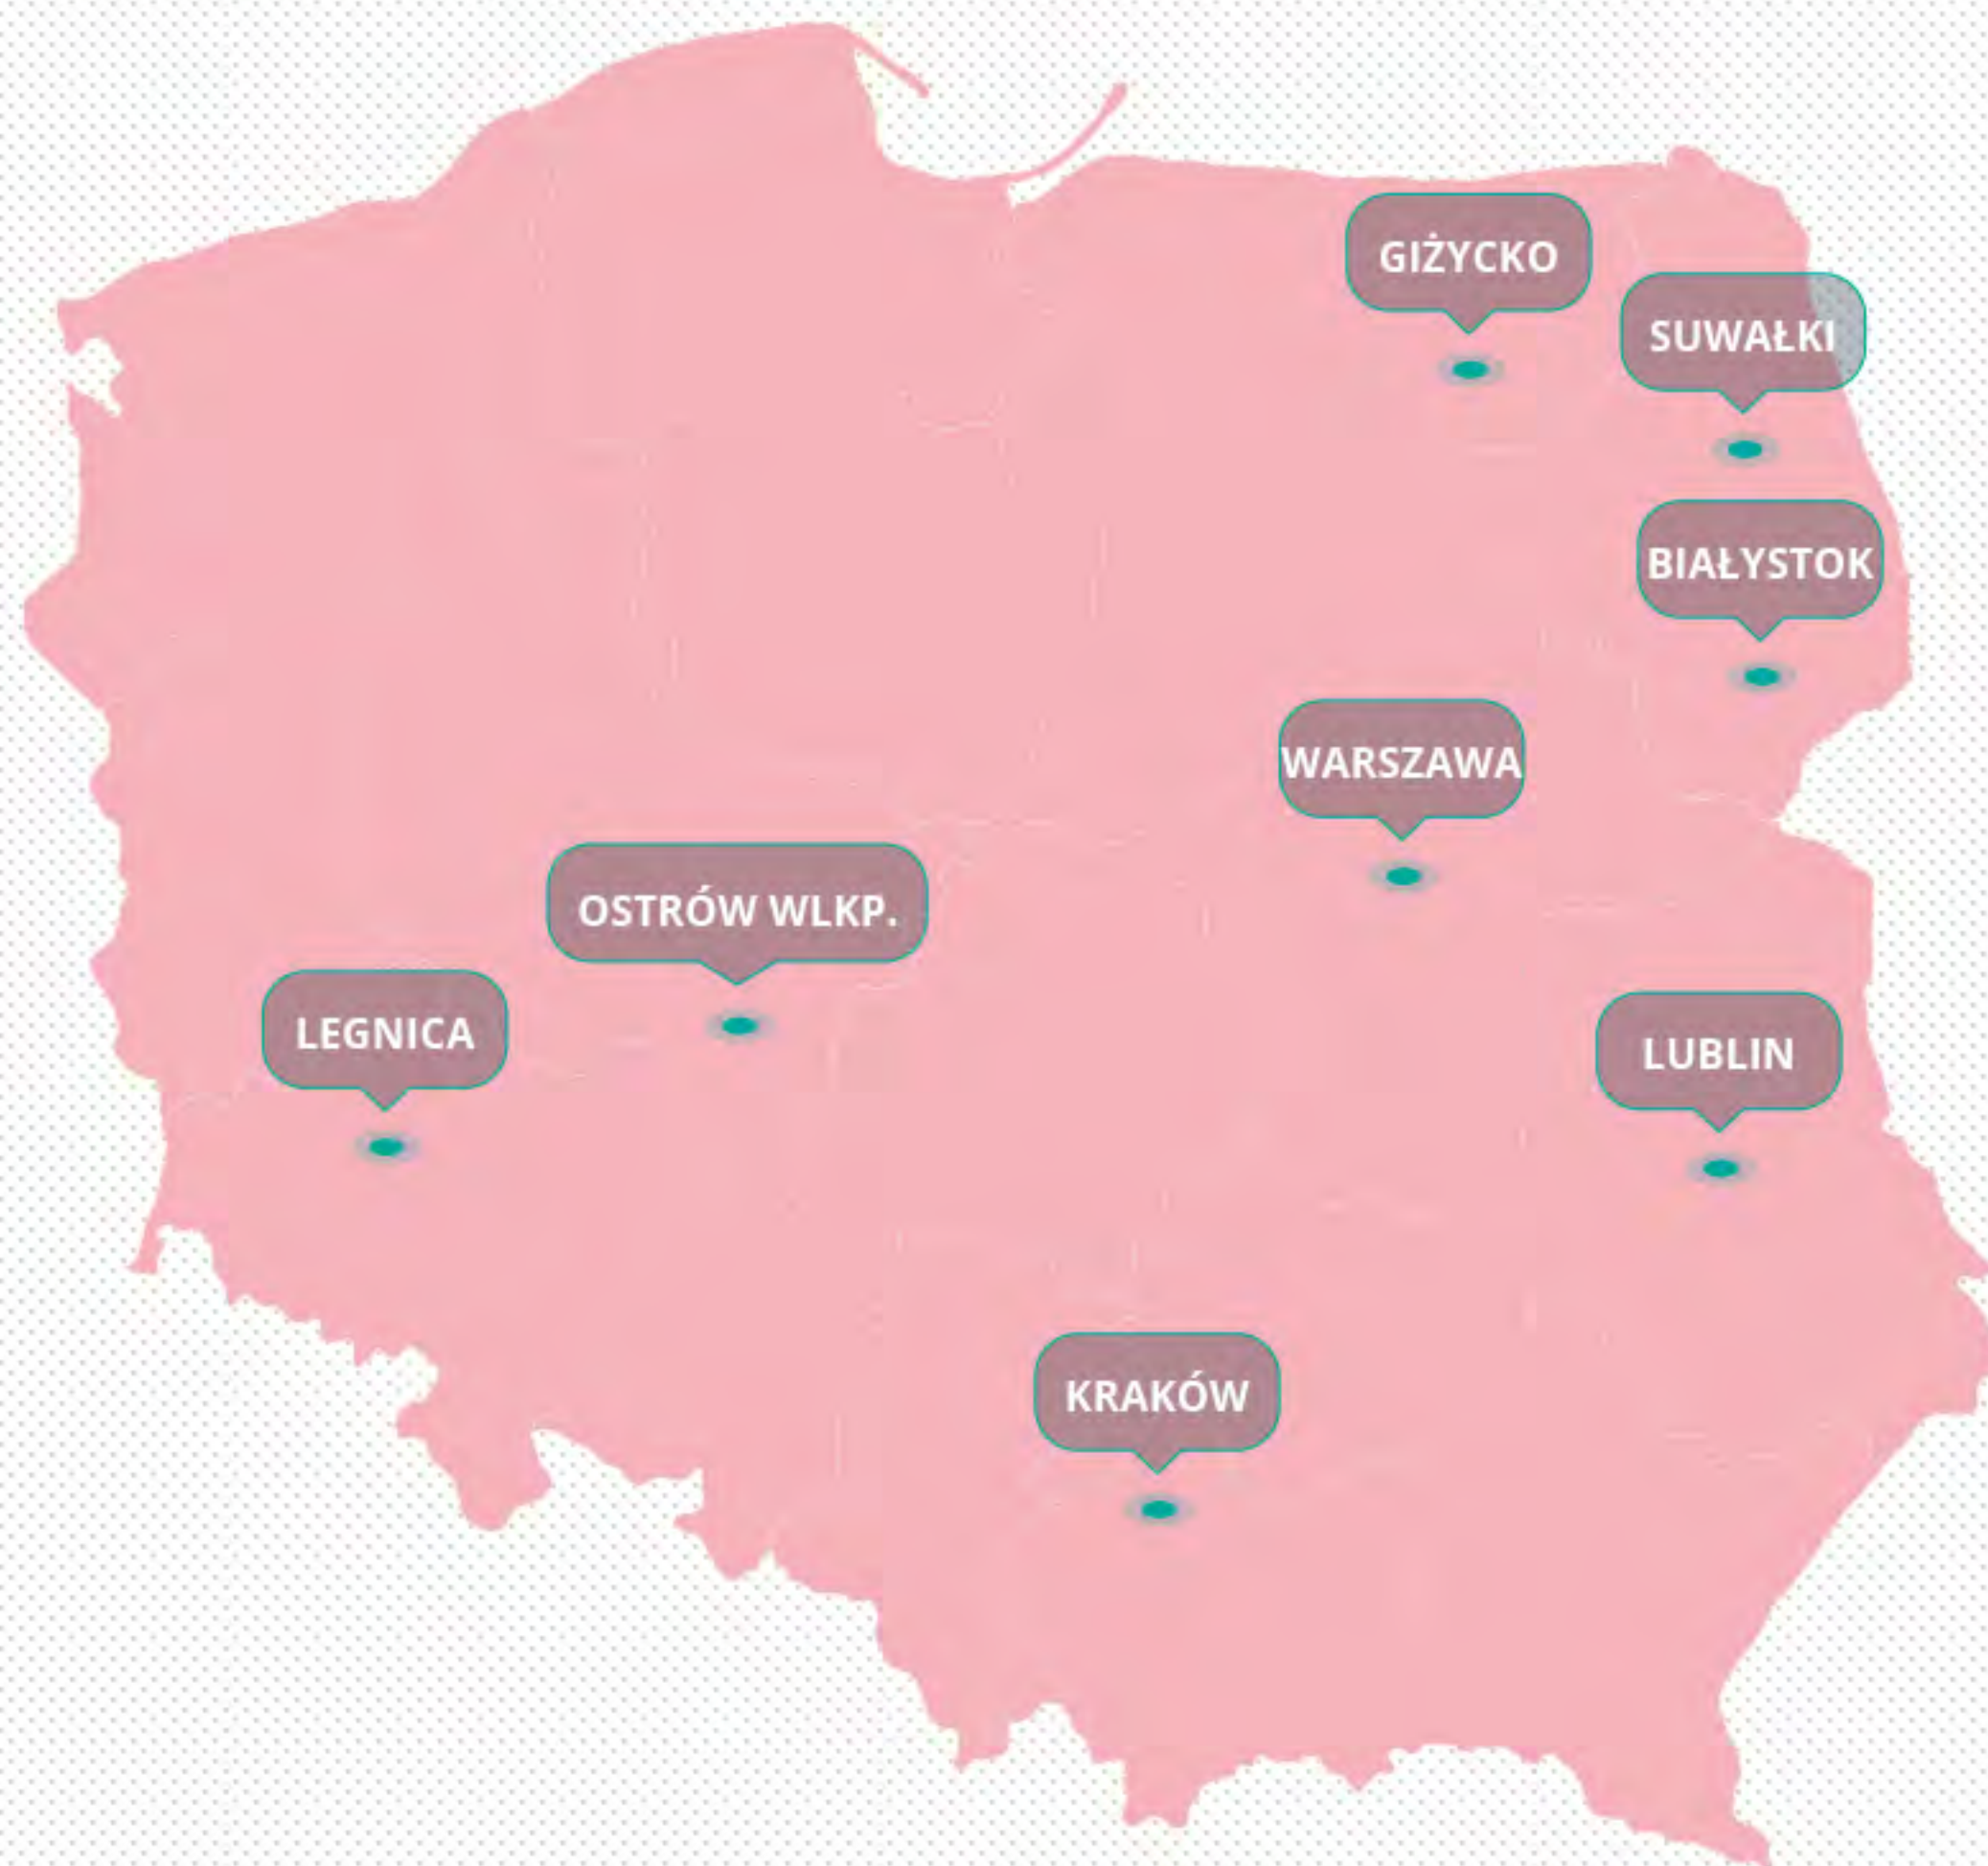 GIŻYCKO
SUWAŁKI
BIAŁYSTOK
WARSZAWA
OSTRÓW WLKP.
LEGNICA
LUBLIN
KRAKÓW